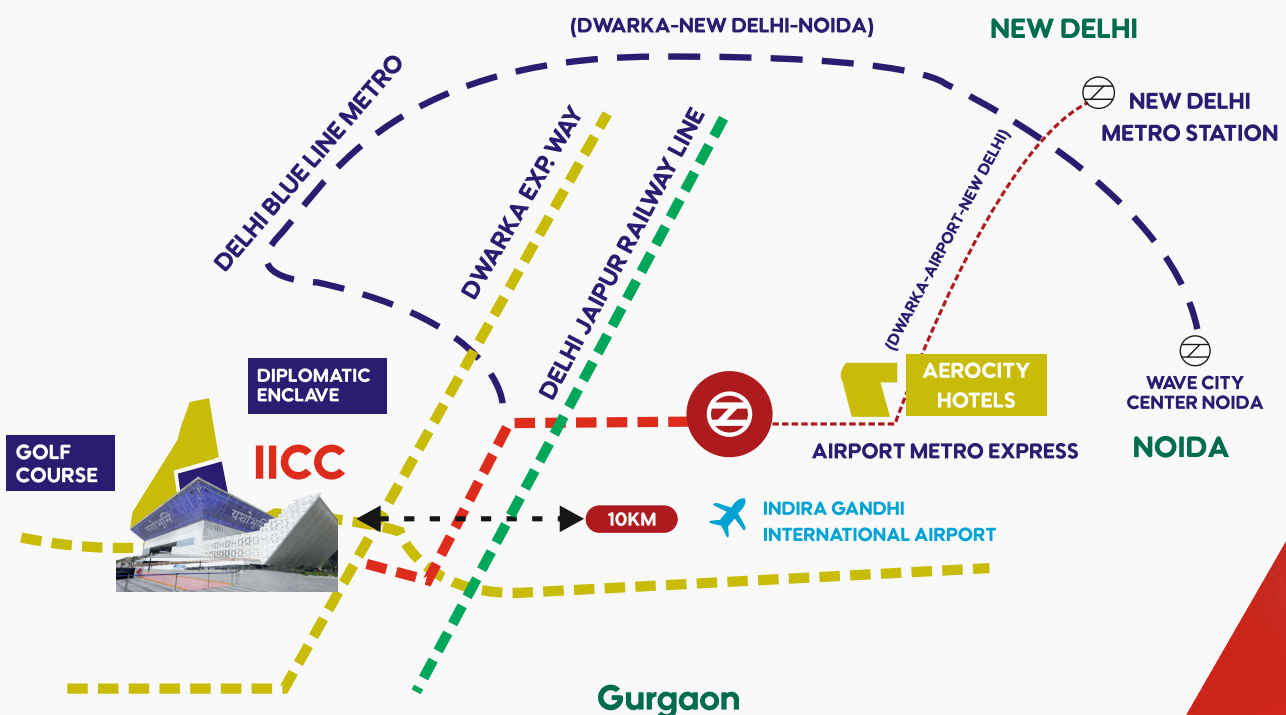 (DWARKA-NEW DELHI-NOIDA)
NEW DELHI
DELHI BLUE LINE METRO
NEW DELHI
METRO STATION
DWARKA EXP. WAY
DELHI JAIPUR RAILWAY LINE
(DWARKA-AIRPORT-NEW DELHI)
DIPLOMATIC
ENCLAVE
AEROCITY
HOTELS
WAVE CITY
CENTER NOIDA
GOLF
COURSE
IICC
AIRPORT METRO EXPRESS
NOIDA
यशोभूमि
यशोभूमि
10KM
INDIRA GANDHI
INTERNATIONAL AIRPORT
Gurgaon